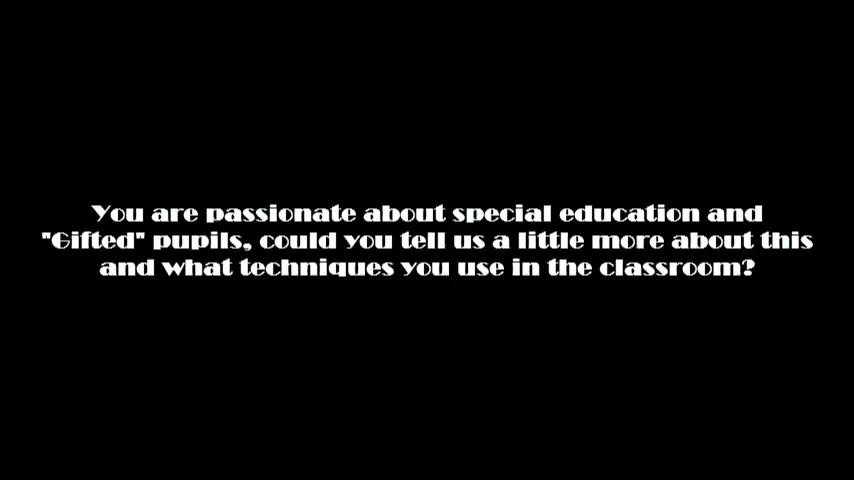 You are passionate about special education and
"Gifted" pupils, could you tell us a little more about this
and what techniques you use in the classroom?